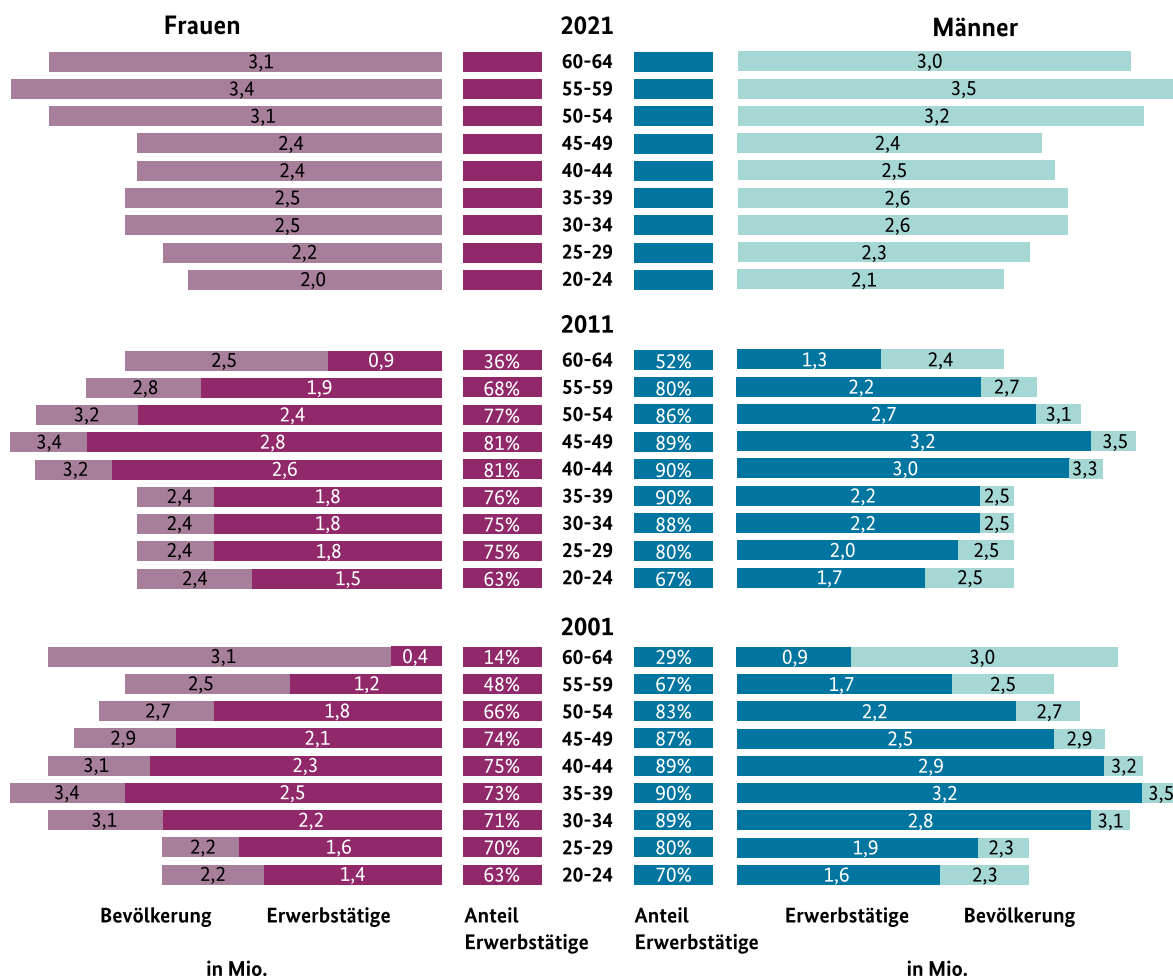 Frauen 2021 Männer
3,1 60-64 3,0
3,4 55-59 3,5
3,1 50-54 3,2
2,4 45-49 2,4
2,4 40-44 2,5
2,5 35-39 2,6
2,5 30-34 2,6
2,2 25-29 2,3
2,0 20-24 2,1
2011
2,5 0,9 36% 60-64 52% 1,3 2,4
2,8 1,9 68% 55-59 80% 2,2 2,7
3,2 2,4 77% 50-54 86% 2,7 3,1
3,4 2,8 81% 45-49 89% 3,2 3,5
3,2 2,6 81% 40-44 90% 3,0 3,3
2,4 1,8 76% 35-39 90% 2,2 2,5
2,4 1,8 75% 30-34 88% 2,2 2,5
2,4 1,8 75% 25-29 80% 2,0 2,5
2,4 1,5 63% 20-24 67% 1,7 2,5
2001
3,1 0,4 14% 60-64 29% 0,9 3,0
2,5 1,2 48% 55-59 67% 1,7 2,5
2,7 1,8 66% 50-54 83% 2,2 2,7
2,9 2,1 74% 45-49 87% 2,5 2,9
3,1 2,3 75% 40-44 89% 2,9 3,2
3,4 2,5 73% 35-39 90% 3,2 3,5
3,1 2,2 71% 30-34 89% 2,8 3,1
2,2 1,6 70% 25-29 80% 1,9 2,3
2,2 1,4 63% 20-24 70% 1,6 2,3
Bevölkerung Erwerbstätige Anteil Anteil Erwerbstätige Bevölkerung
Erwerbstätige Erwerbstätige
in Mio. in Mio.